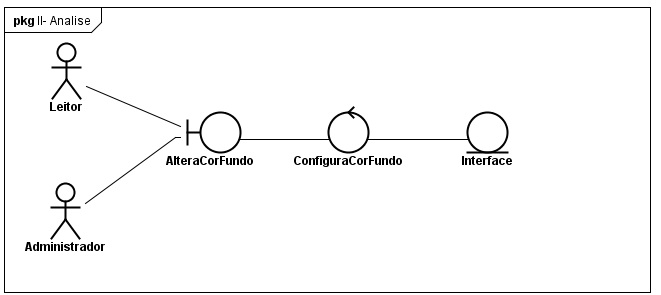 pkg II- Analise
Leitor
AlteraCorFundo
ConfiguraCorFundo
Interface
Administrador